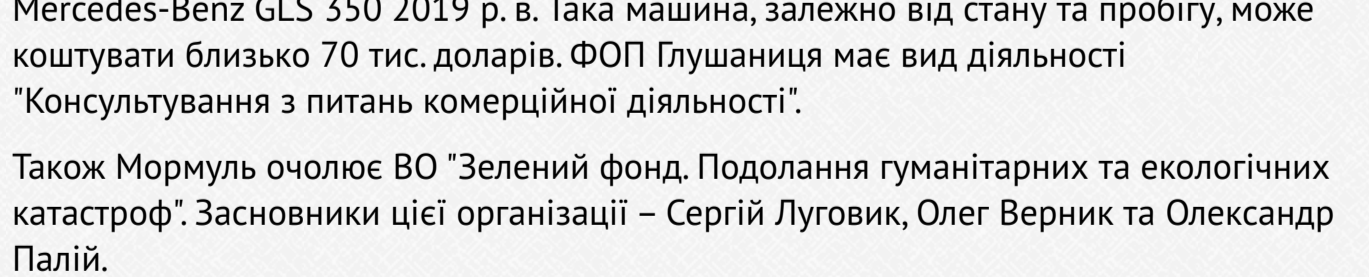 Mercedes-Benz GLS 350 2019 р. в. Така машина, залежно від стану та пробігу, може
коштувати близько 70 тис. доларів. ФОП Глушаниця має вид діяльності
"Консультування з питань комерційної діяльності".
Також Мормуль очолює ВО "Зелений фонд. Подолання гуманітарних та екологічних
катастроф". Засновники цієї організації – Сергій Луговик, Олег Верник та Олександр
Палій.